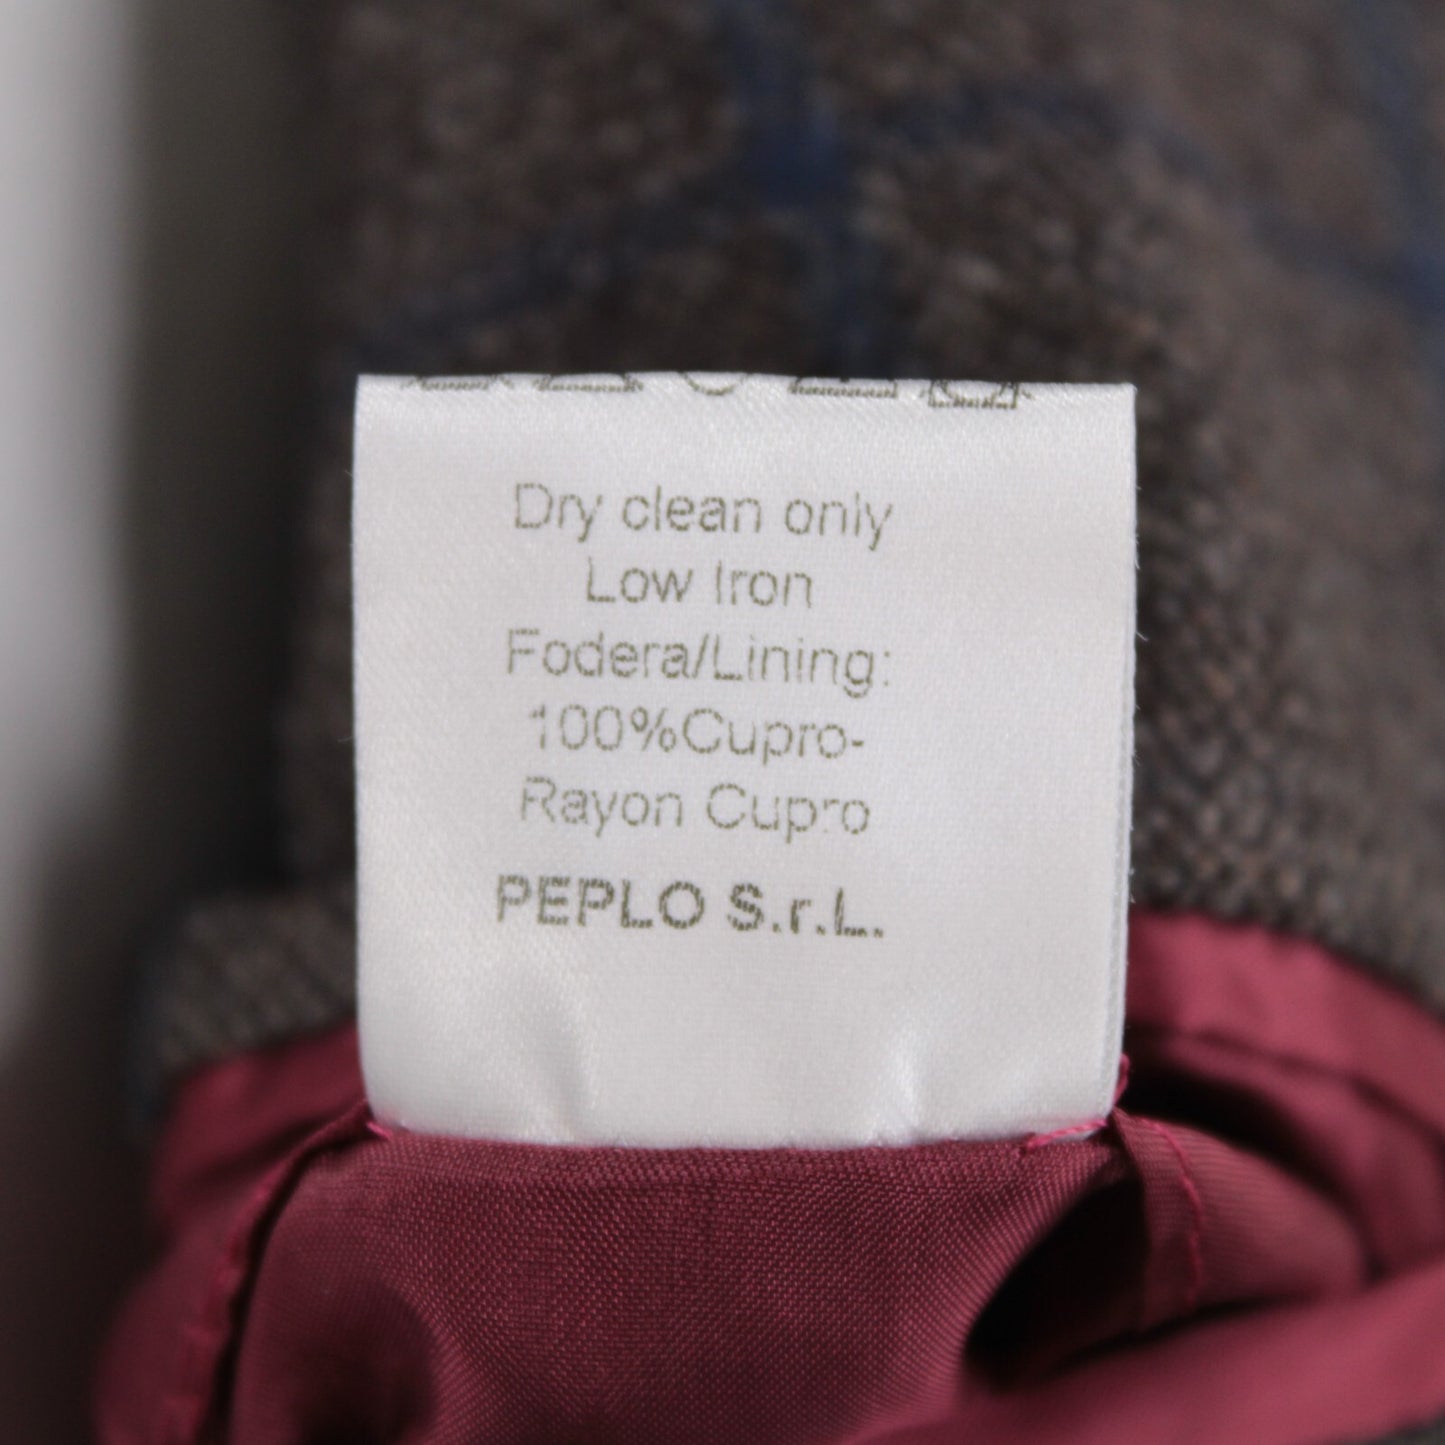 Dry clean only
Low Iron
Fodera/Lining:
100%Cupro-
Rayon Cupro
PEPLO S.r.L.